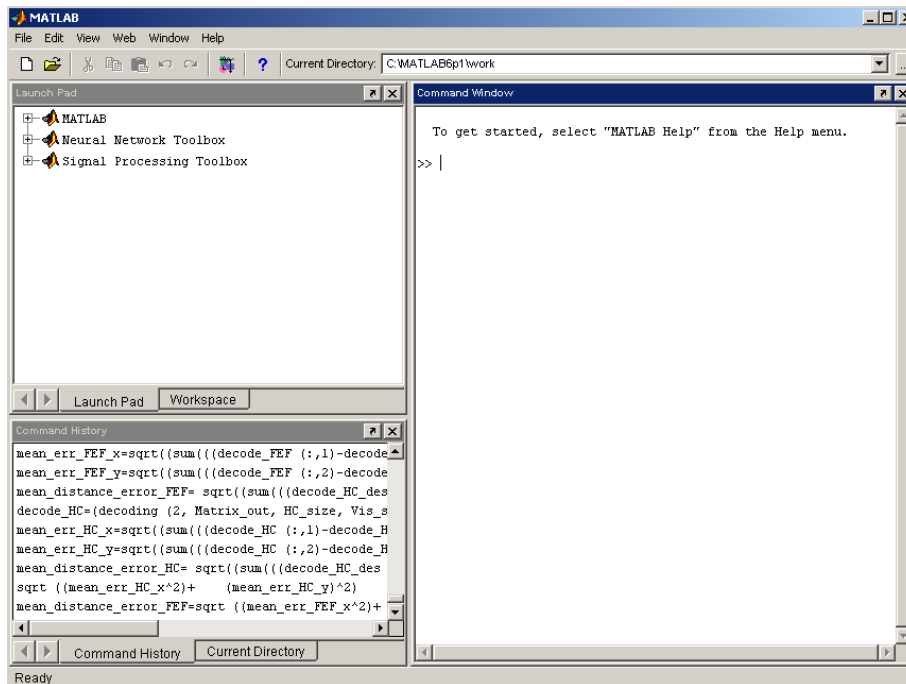 MATLAB
File Edit View Web Window Help
? Current Directory: C:\MATLAB6p1\work ...
Launch Pad
MATLAB
Neural Network Toolbox
Signal Processing Toolbox
Launch Pad Workspace
Command History
mean_err_FEF_x=sqrt((sum(((decode_FEF (:,1)-decode
mean_err_FEF_y=sqrt((sum(((decode_FEF (:,2)-decode
mean_distance_error_FEF= sqrt((sum(((decode_HC_des
decode_HC=(decoding (2, Matrix_out, HC_size, Vis_s
mean_err_HC_x=sqrt((sum(((decode_HC (:,1)-decode_H
mean_err_HC_y=sqrt((sum(((decode_HC (:,2)-decode_H
mean_distance_error_HC= sqrt((sum(((decode_HC_des
sqrt ((mean_err_HC_x^2)+ (mean_err_HC_y)^2)
mean_distance_error_FEF=sqrt ((mean_err_FEF_x^2)+
Command History Current Directory
Command Window
To get started, select "MATLAB Help" from the Help menu.
>>
Ready